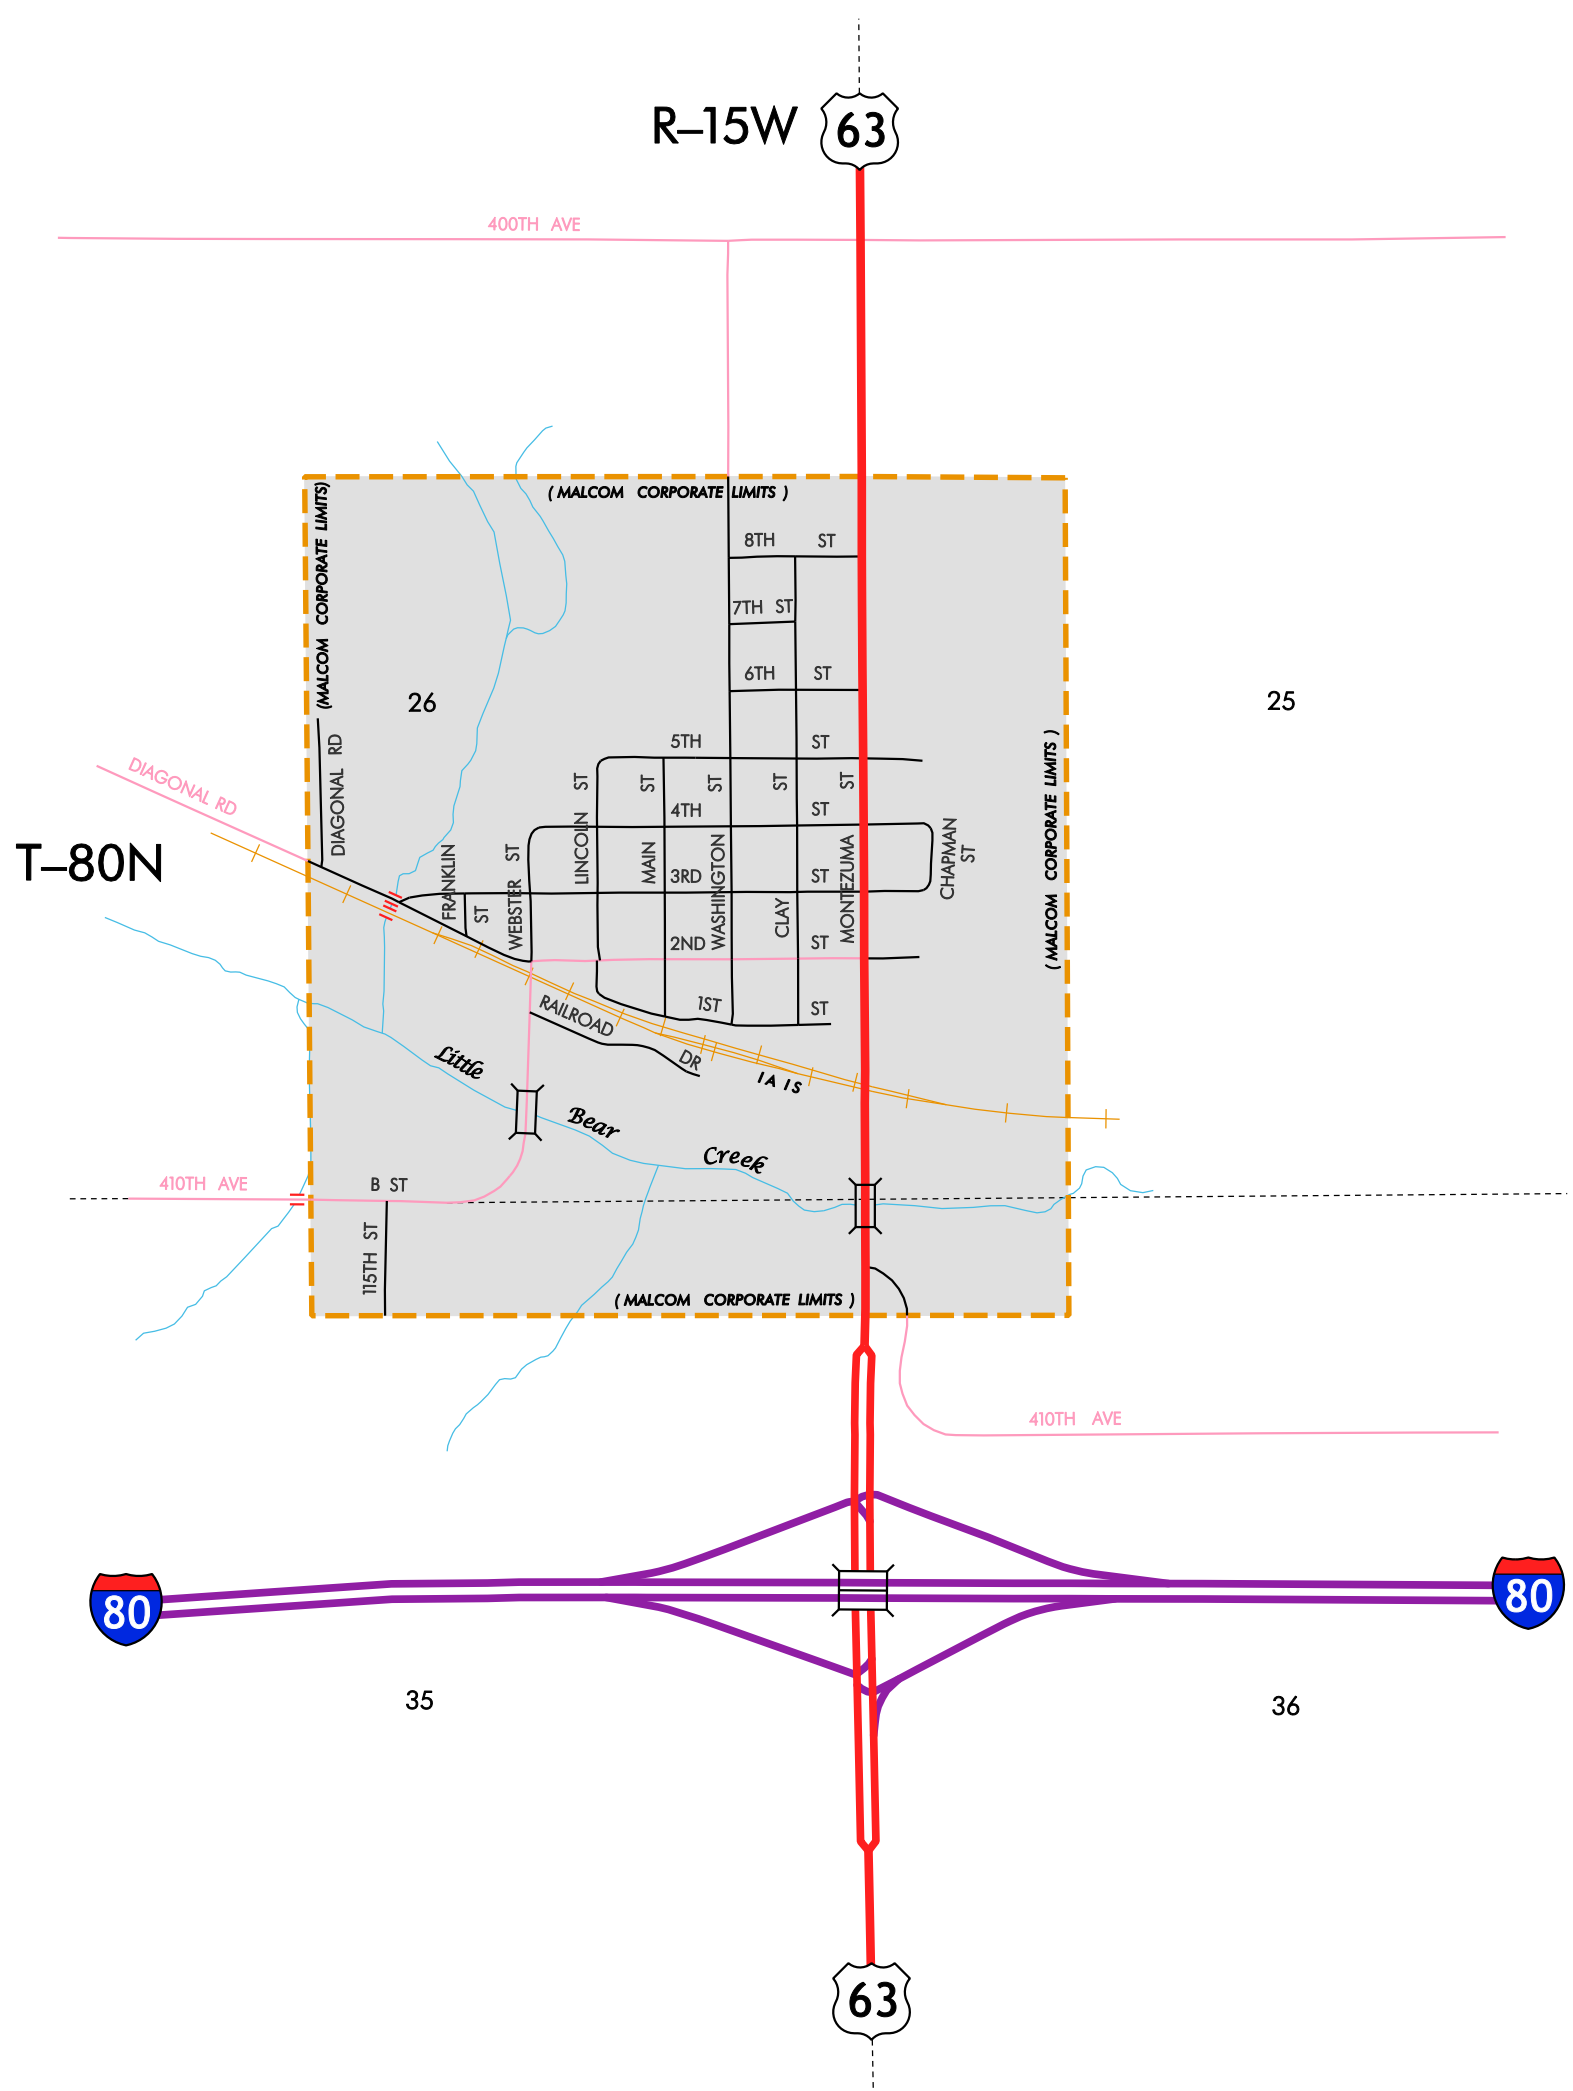 R–15W
63
400TH AVE
( MALCOM CORPORATE LIMITS )
(MALCOM CORPORATE LIMITS)
8TH ST
7TH ST
6TH ST
26
25
5TH ST
DIAGONAL RD
DIAGONAL RD
T–80N
LINCOLN ST
MAIN ST
WASHINGTON ST
CLAY ST
MONTEZUMA ST
4TH ST
CHAPMAN ST
( MALCOM CORPORATE LIMITS )
FRANKLIN ST
WEBSTER ST
3RD ST
2ND ST
1ST ST
RAILROAD DR
IAIS
Little Bear Creek
410TH AVE
B ST
115TH ST
( MALCOM CORPORATE LIMITS )
410TH AVE
80
80
35
36
63